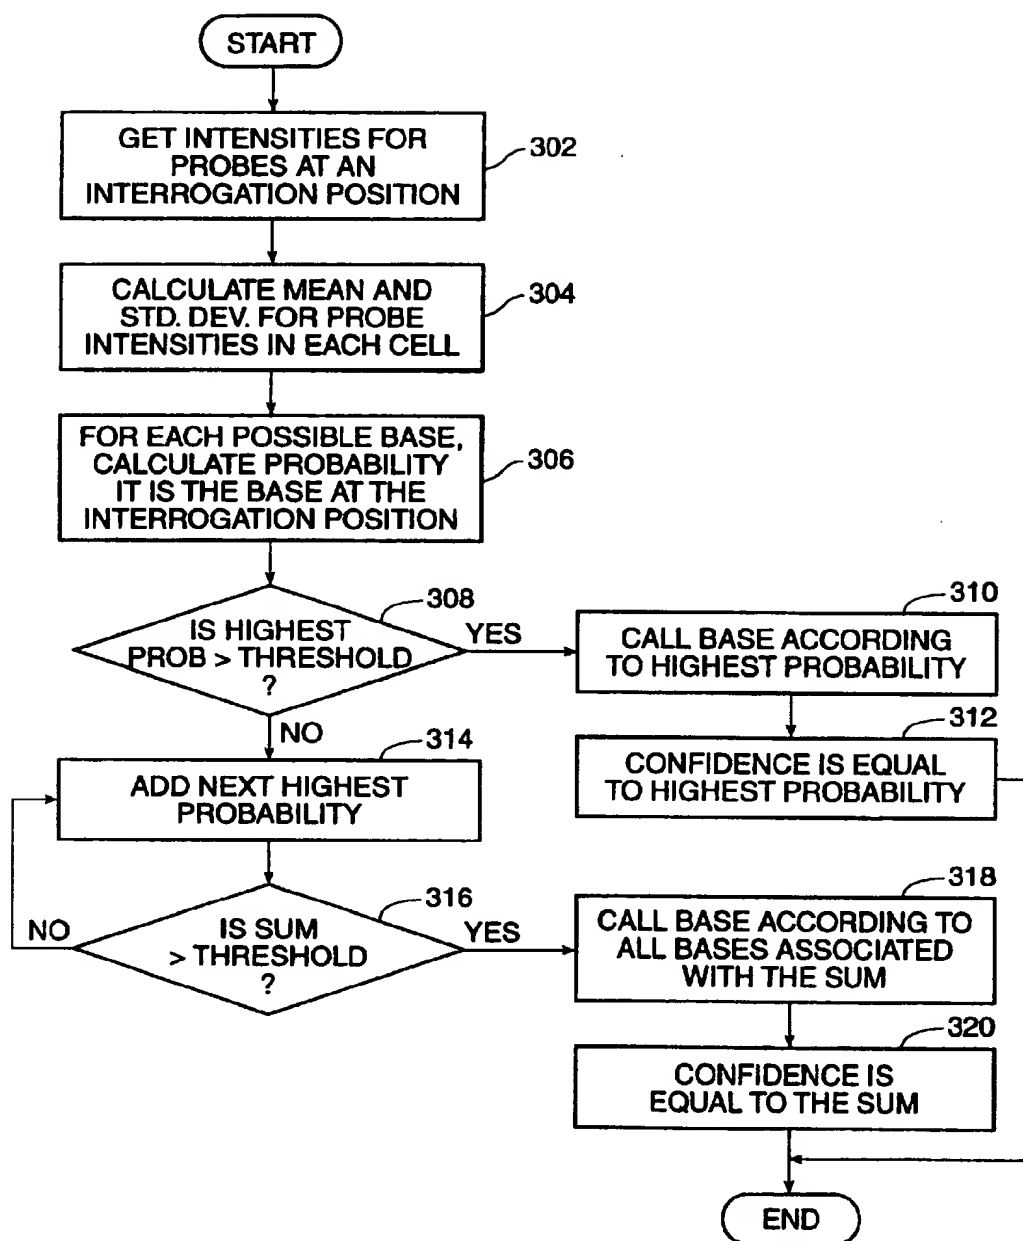 START
GET INTENSITIES FOR
PROBES AT AN
INTERROGATION POSITION
302
CALCULATE MEAN AND
STD. DEV. FOR PROBE
INTENSITIES IN EACH CELL
304
FOR EACH POSSIBLE BASE,
CALCULATE PROBABILITY
IT IS THE BASE AT THE
INTERROGATION POSITION
306
IS HIGHEST
PROB > THRESHOLD
?
308
YES
CALL BASE ACCORDING
TO HIGHEST PROBABILITY
310
NO
CONFIDENCE IS EQUAL
TO HIGHEST PROBABILITY
312
ADD NEXT HIGHEST
PROBABILITY
314
IS SUM
> THRESHOLD
?
316
NO
YES
CALL BASE ACCORDING TO
ALL BASES ASSOCIATED
WITH THE SUM
318
CONFIDENCE IS
EQUAL TO THE SUM
320
END